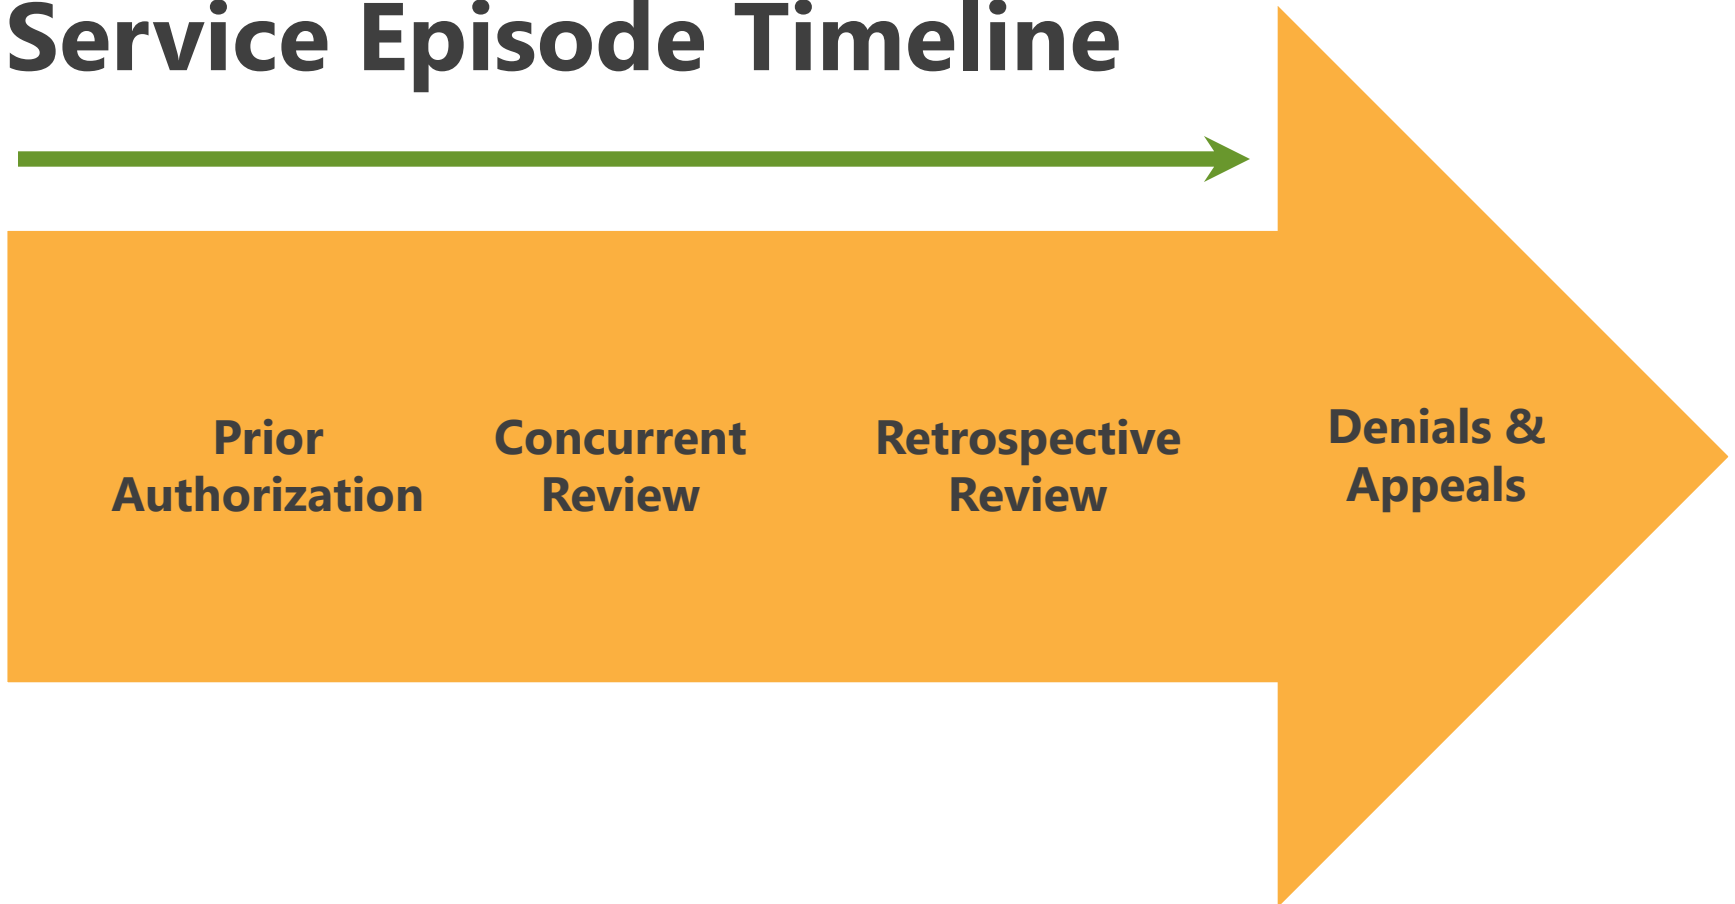 Service Episode Timeline
Prior
Authorization
Concurrent
Review
Retrospective
Review
Denials &
Appeals